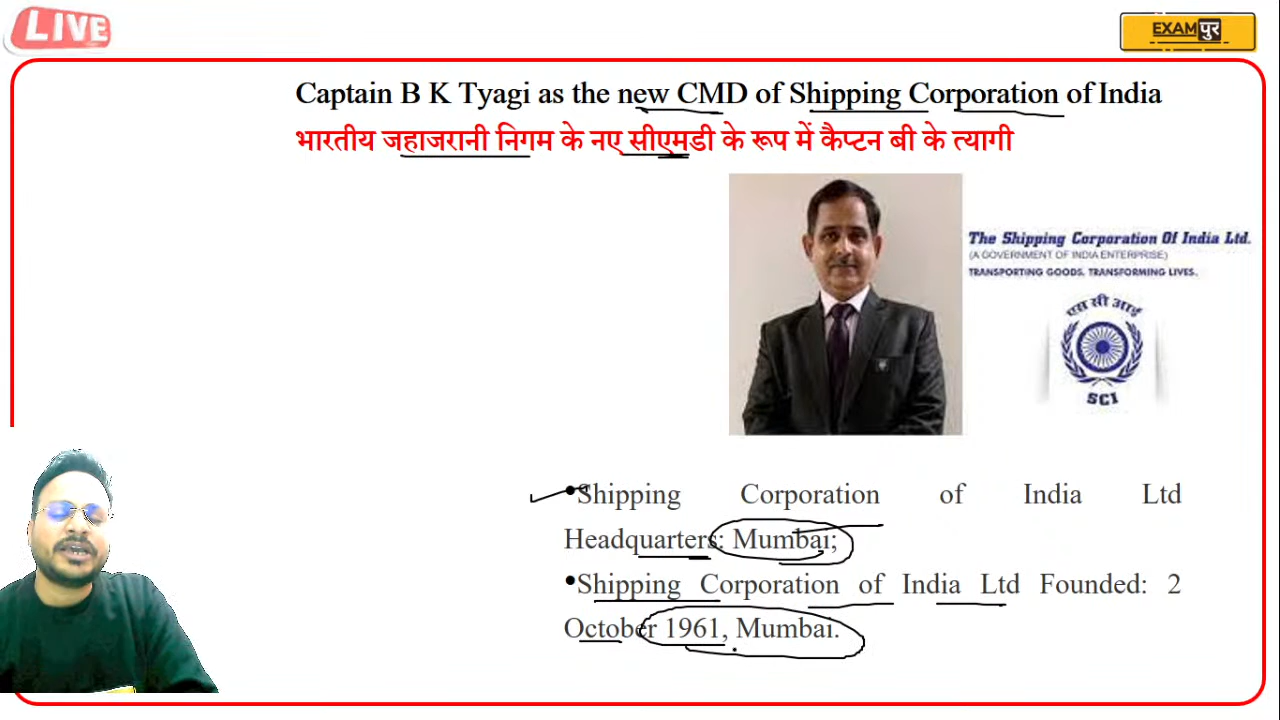 LIVE
EXAMपुर
Captain B K Tyagi as the new CMD of Shipping Corporation of India
भारतीय जहाजरानी निगम के नए सीएमडी के रूप में कैप्टन बी के त्यागी
The Shipping Corporation Of India Ltd.
(A GOVERNMENT OF INDIA ENTERPRISE)
TRANSPORTING GOODS. TRANSFORMING LIVES.
एस सी आई
SCI
•Shipping Corporation of India Ltd
Headquarters: Mumbai;
•Shipping Corporation of India Ltd Founded: 2
October 1961, Mumbai.